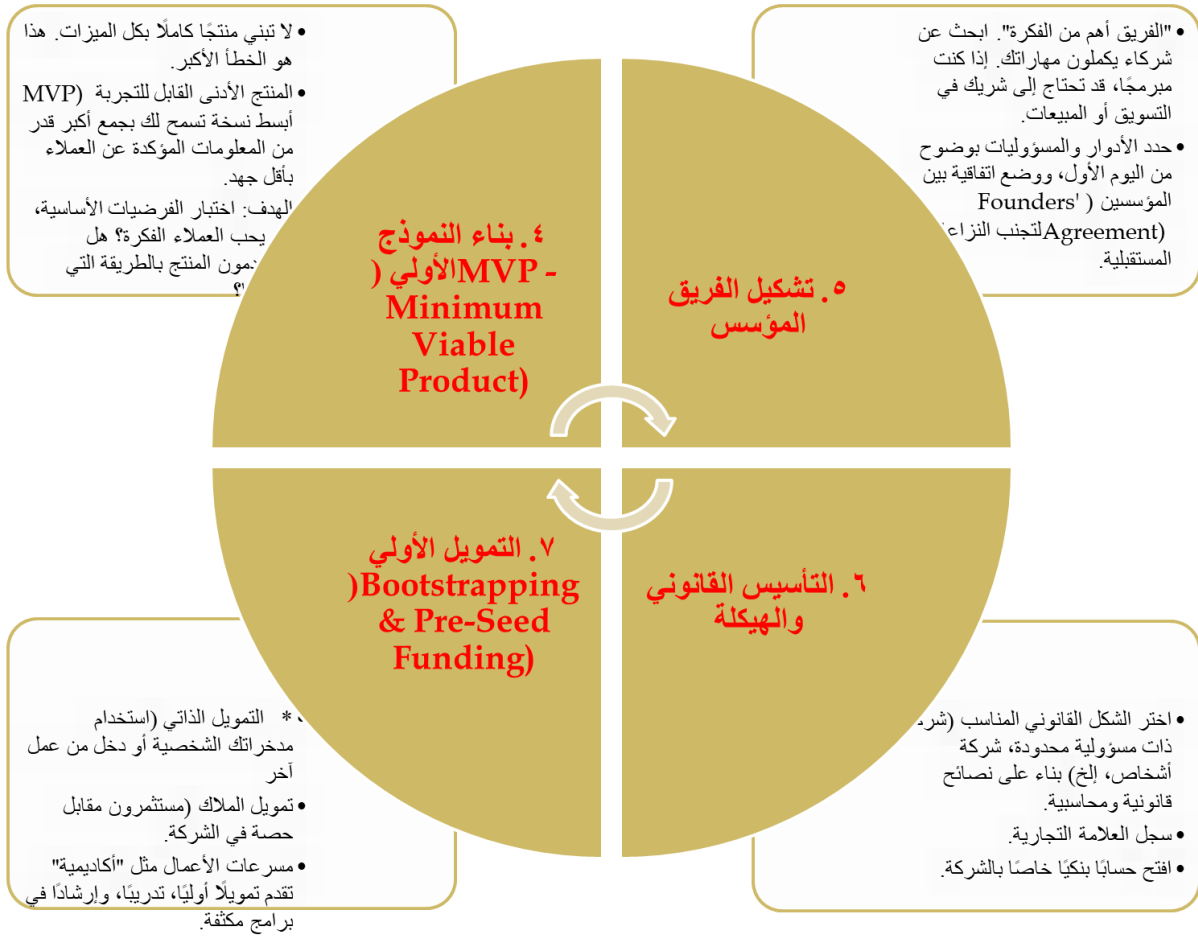 • لا تبني منتجًا كاملًا بكل الميزات. هذا
هو الخطأ الأكبر.
• المنتج الأدنى القابل للتجربة (MVP
أبسط نسخة تسمح لك بجمع أكبر قدر
من المعلومات المؤكدة عن العملاء
بأقل جهد.
الهدف: اختبار الفرضيات الأساسية،
يحب العملاء الفكرة؟ هل
المنتج بالطريقة التي
؟
• "الفريق أهم من الفكرة". ابحث عن
شركاء يكملون مهاراتك. إذا كنت
مبرمجًا، قد تحتاج إلى شريك في
التسويق أو المبيعات.
• حدد الأدوار والمسؤوليات بوضوح
من اليوم الأول، ووضع اتفاقية بين
المؤسسين ( Founders'
Agreement) لتجنب
المستقبلية.
٤. بناء النموذج
الأولي (MVP -
Minimum
Viable
Product)
٥. تشكيل الفريق
المؤسس
٧. التمويل الأولي
(Bootstrapping
& Pre-Seed
Funding)
٦. التأسيس القانوني
والهيكلة
* التمويل الذاتي (استخدام
مدخراتك الشخصية أو دخل من عمل
آخر
• تمويل الملاك (مستثمرون مقابل
حصة في الشركة.
• مسرعات الأعمال مثل "أكاديمية"
تقدم تمويلًا أوليًا، تدريبًا، وإرشادًا في
برامج مكثفة.
• اختر الشكل القانوني المناسب
ذات مسؤولية محدودة، شركة
أشخاص، إلخ) بناء على نصائح
قانونية ومحاسبية.
• سجل العلامة التجارية.
• افتح حسابًا بنكيًا خاصًا بالشركة.